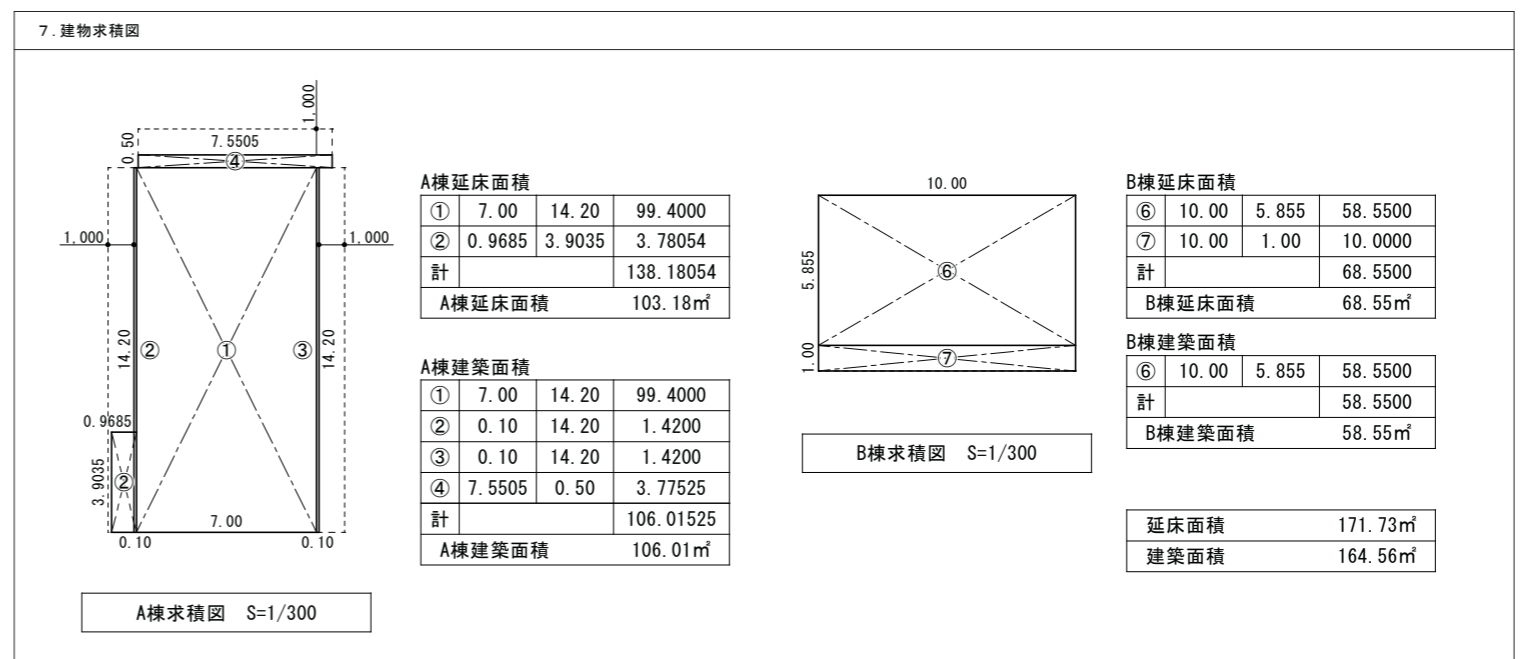 7.建物求積図
1,000
0.50
7.5505
④
1,000
1,000
14.20
②
①
③
14.20
0.9685
3.9035
②
7.00
0.10
0.10
A棟求積図 S=1/300
A棟延床面積
① 7.00 14.20 99.4000
② 0.9685 3.9035 3.78054
計 138.18054
A棟延床面積 103.18㎡
A棟建築面積
① 7.00 14.20 99.4000
② 0.10 14.20 1.4200
③ 0.10 14.20 1.4200
④ 7.5505 0.50 3.77525
計 106.01525
A棟建築面積 106.01㎡
10.00
5.855
⑥
1.00
⑦
B棟求積図 S=1/300
B棟延床面積
⑥ 10.00 5.855 58.5500
⑦ 10.00 1.00 10.0000
計 68.5500
B棟延床面積 68.55㎡
B棟建築面積
⑥ 10.00 5.855 58.5500
計 58.5500
B棟建築面積 58.55㎡
延床面積 171.73㎡
建築面積 164.56㎡